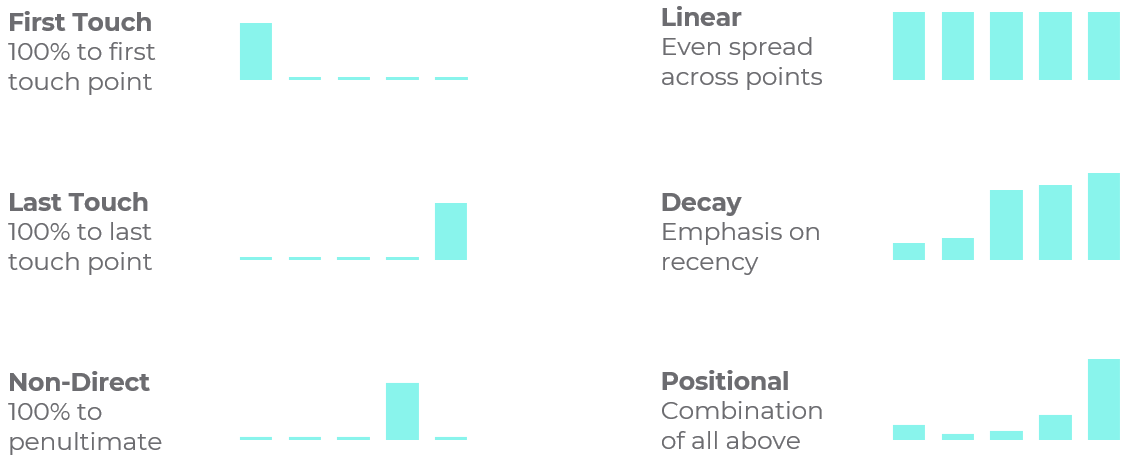 First Touch
100% to first
touch point
Linear
Even spread
across points
Last Touch
100% to last
touch point
Decay
Emphasis on
recency
Non-Direct
100% to
penultimate
Positional
Combination
of all above